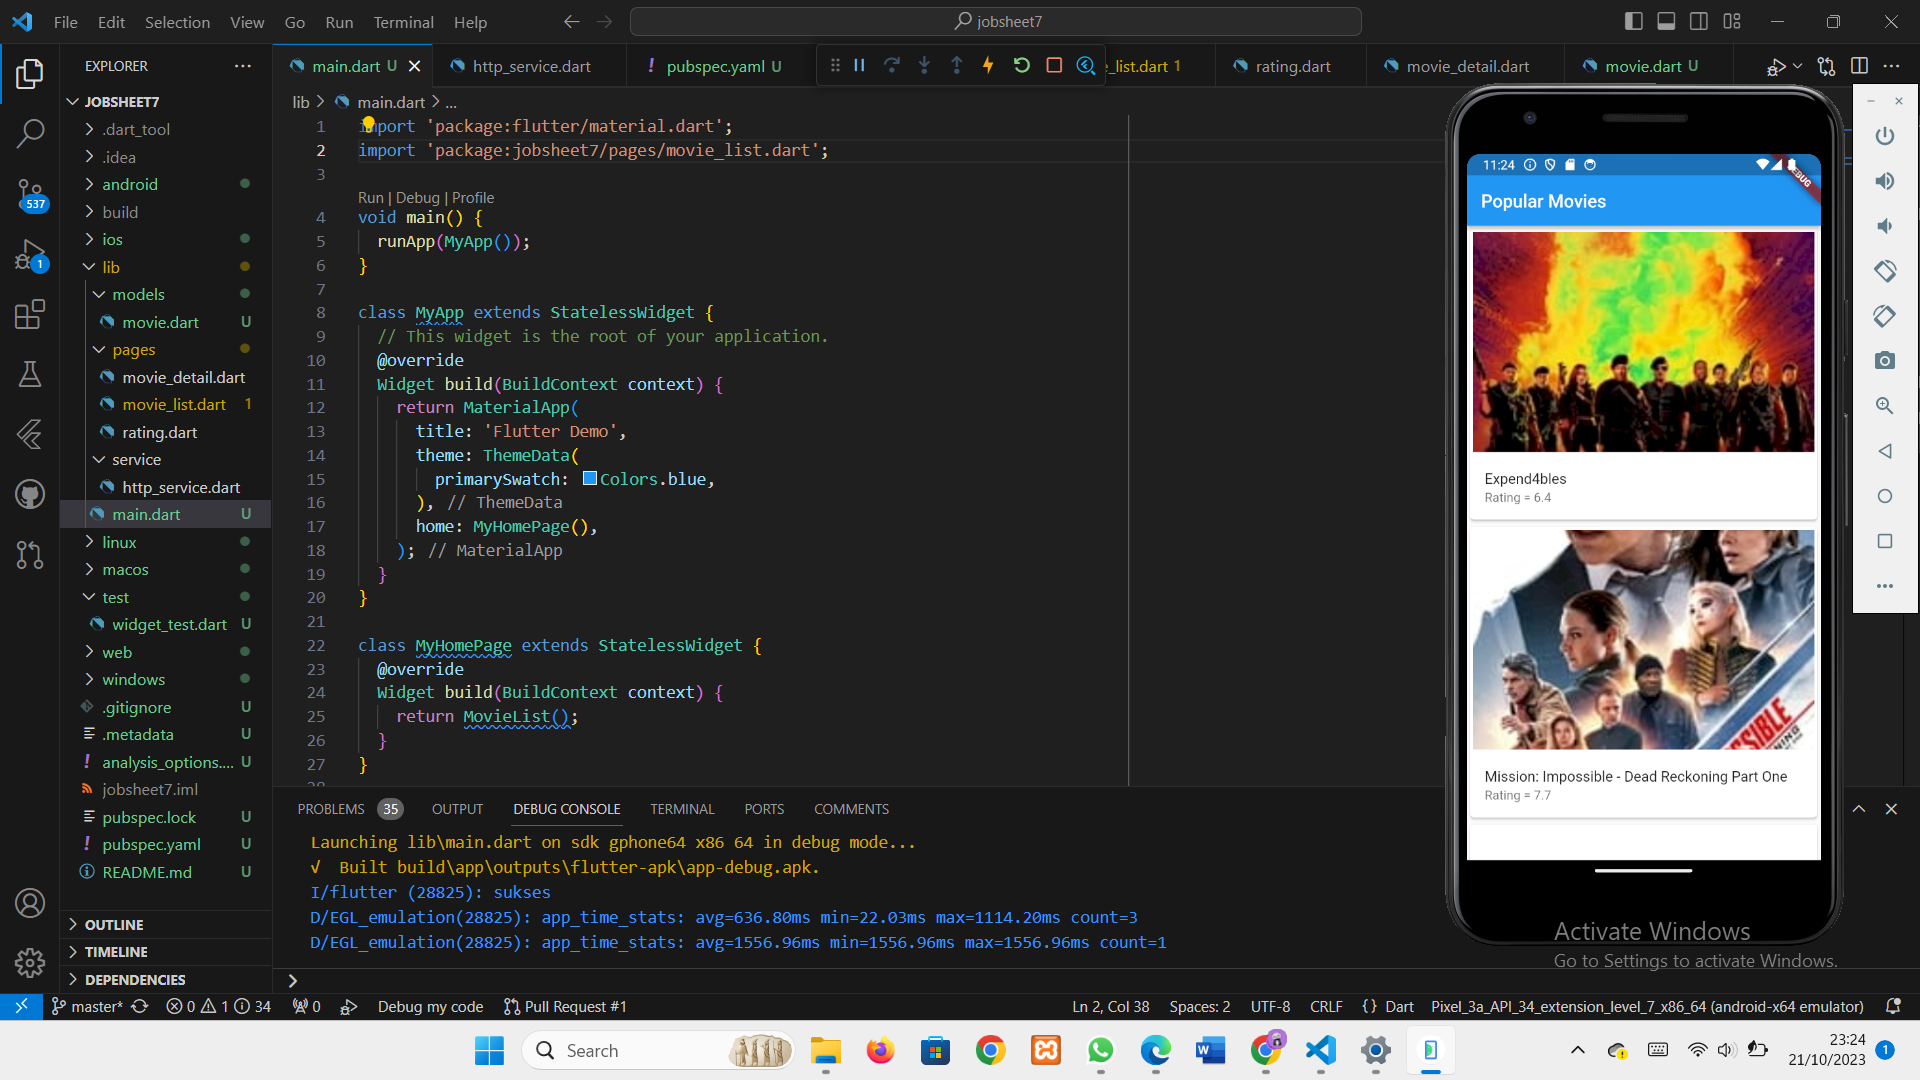 File Edit Selection View Go Run Terminal Help
jobsheet7
EXPLORER
main.dart U
http_service.dart
pubspec.yaml U
_list.dart 1
rating.dart
movie_detail.dart
movie.dart U
JOBSHEET7
.dart_tool
.idea
android
build
ios
lib
models
movie.dart U
pages
movie_detail.dart
movie_list.dart 1
rating.dart
service
http_service.dart
main.dart U
linux
macos
test
widget_test.dart U
web
windows
.gitignore U
.metadata U
analysis_options.... U
jobsheet7.iml
pubspec.lock U
pubspec.yaml U
README.md U
OUTLINE
TIMELINE
DEPENDENCIES
537
1
lib > main.dart > ...
1 import 'package:flutter/material.dart';
2 import 'package:jobsheet7/pages/movie_list.dart';
3
Run | Debug | Profile
4 void main() {
5 runApp(MyApp());
6 }
7
8 class MyApp extends StatelessWidget {
9 // This widget is the root of your application.
10 @override
11 Widget build(BuildContext context) {
12 return MaterialApp(
13 title: 'Flutter Demo',
14 theme: ThemeData(
15 primarySwatch: Colors.blue,
16 ), // ThemeData
17 home: MyHomePage(),
18 ); // MaterialApp
19 }
20 }
21
22 class MyHomePage extends StatelessWidget {
23 @override
24 Widget build(BuildContext context) {
25 return MovieList();
26 }
27 }
28
PROBLEMS 35 OUTPUT DEBUG CONSOLE TERMINAL PORTS COMMENTS
Launching lib\main.dart on sdk gphone64 x86 64 in debug mode...
√ Built build\app\outputs\flutter-apk\app-debug.apk.
I/flutter (28825): sukses
D/EGL_emulation(28825): app_time_stats: avg=636.80ms min=22.03ms max=1114.20ms count=3
D/EGL_emulation(28825): app_time_stats: avg=1556.96ms min=1556.96ms max=1556.96ms count=1
>
11:24
Popular Movies
Expend4bles
Rating = 6.4
Mission: Impossible - Dead Reckoning Part One
Rating = 7.7
Activate Windows
Go to Settings to activate Windows.
master* 0 1 34 0 Debug my code Pull Request #1
Ln 2, Col 38 Spaces: 2 UTF-8 CRLF {} Dart Pixel_3a_API_34_extension_level_7_x86_64 (android-x64 emulator)
Search
23:24
21/10/2023
1